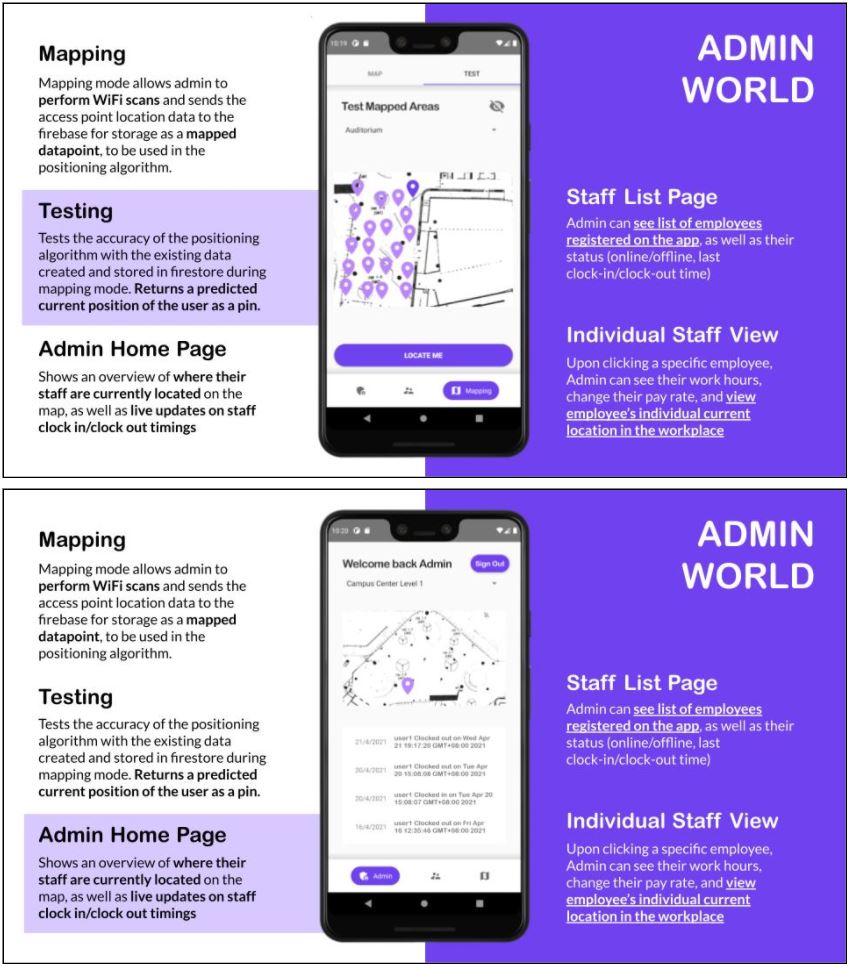 Mapping
Mapping mode allows admin to
perform WiFi scans and sends the
access point location data to the
firebase for storage as a mapped
datapoint, to be used in the
positioning algorithm.
Testing
Tests the accuracy of the positioning
algorithm with the existing data
created and stored in firestore during
mapping mode. Returns a predicted
current position of the user as a pin.
Admin Home Page
Shows an overview of where their
staff are currently located on the
map, as well as live updates on staff
clock in/clock out timings
10:19
MAP
TEST
Test Mapped Areas
Auditorium
LOCATE ME
Mapping
ADMIN
WORLD
Staff List Page
Admin can see list of employees
registered on the app, as well as their
status (online/offline, last
clock-in/clock-out time)
Individual Staff View
Upon clicking a specific employee,
Admin can see their work hours,
change their pay rate, and view
employee's individual current
location in the workplace
Mapping
Mapping mode allows admin to
perform WiFi scans and sends the
access point location data to the
firebase for storage as a mapped
datapoint, to be used in the
positioning algorithm.
Testing
Tests the accuracy of the positioning
algorithm with the existing data
created and stored in firestore during
mapping mode. Returns a predicted
current position of the user as a pin.
Admin Home Page
Shows an overview of where their
staff are currently located on the
map, as well as live updates on staff
clock in/clock out timings
10:20
Welcome back Admin
Sign Out
Campus Center Level 1
21/4/2021 user1 Clocked out on Wed Apr
21 19:17:20 GMT+08:00 2021
20/4/2021 user1 Clocked out on Tue Apr
20 15:08:08 GMT+08:00 2021
20/4/2021 user1 Clocked in on Tue Apr 20
15:08:07 GMT+08:00 2021
16/4/2021 user1 Clocked out on Fri Apr
16 12:35:46 GMT+08:00 2021
Admin
ADMIN
WORLD
Staff List Page
Admin can see list of employees
registered on the app, as well as their
status (online/offline, last
clock-in/clock-out time)
Individual Staff View
Upon clicking a specific employee,
Admin can see their work hours,
change their pay rate, and view
employee's individual current
location in the workplace